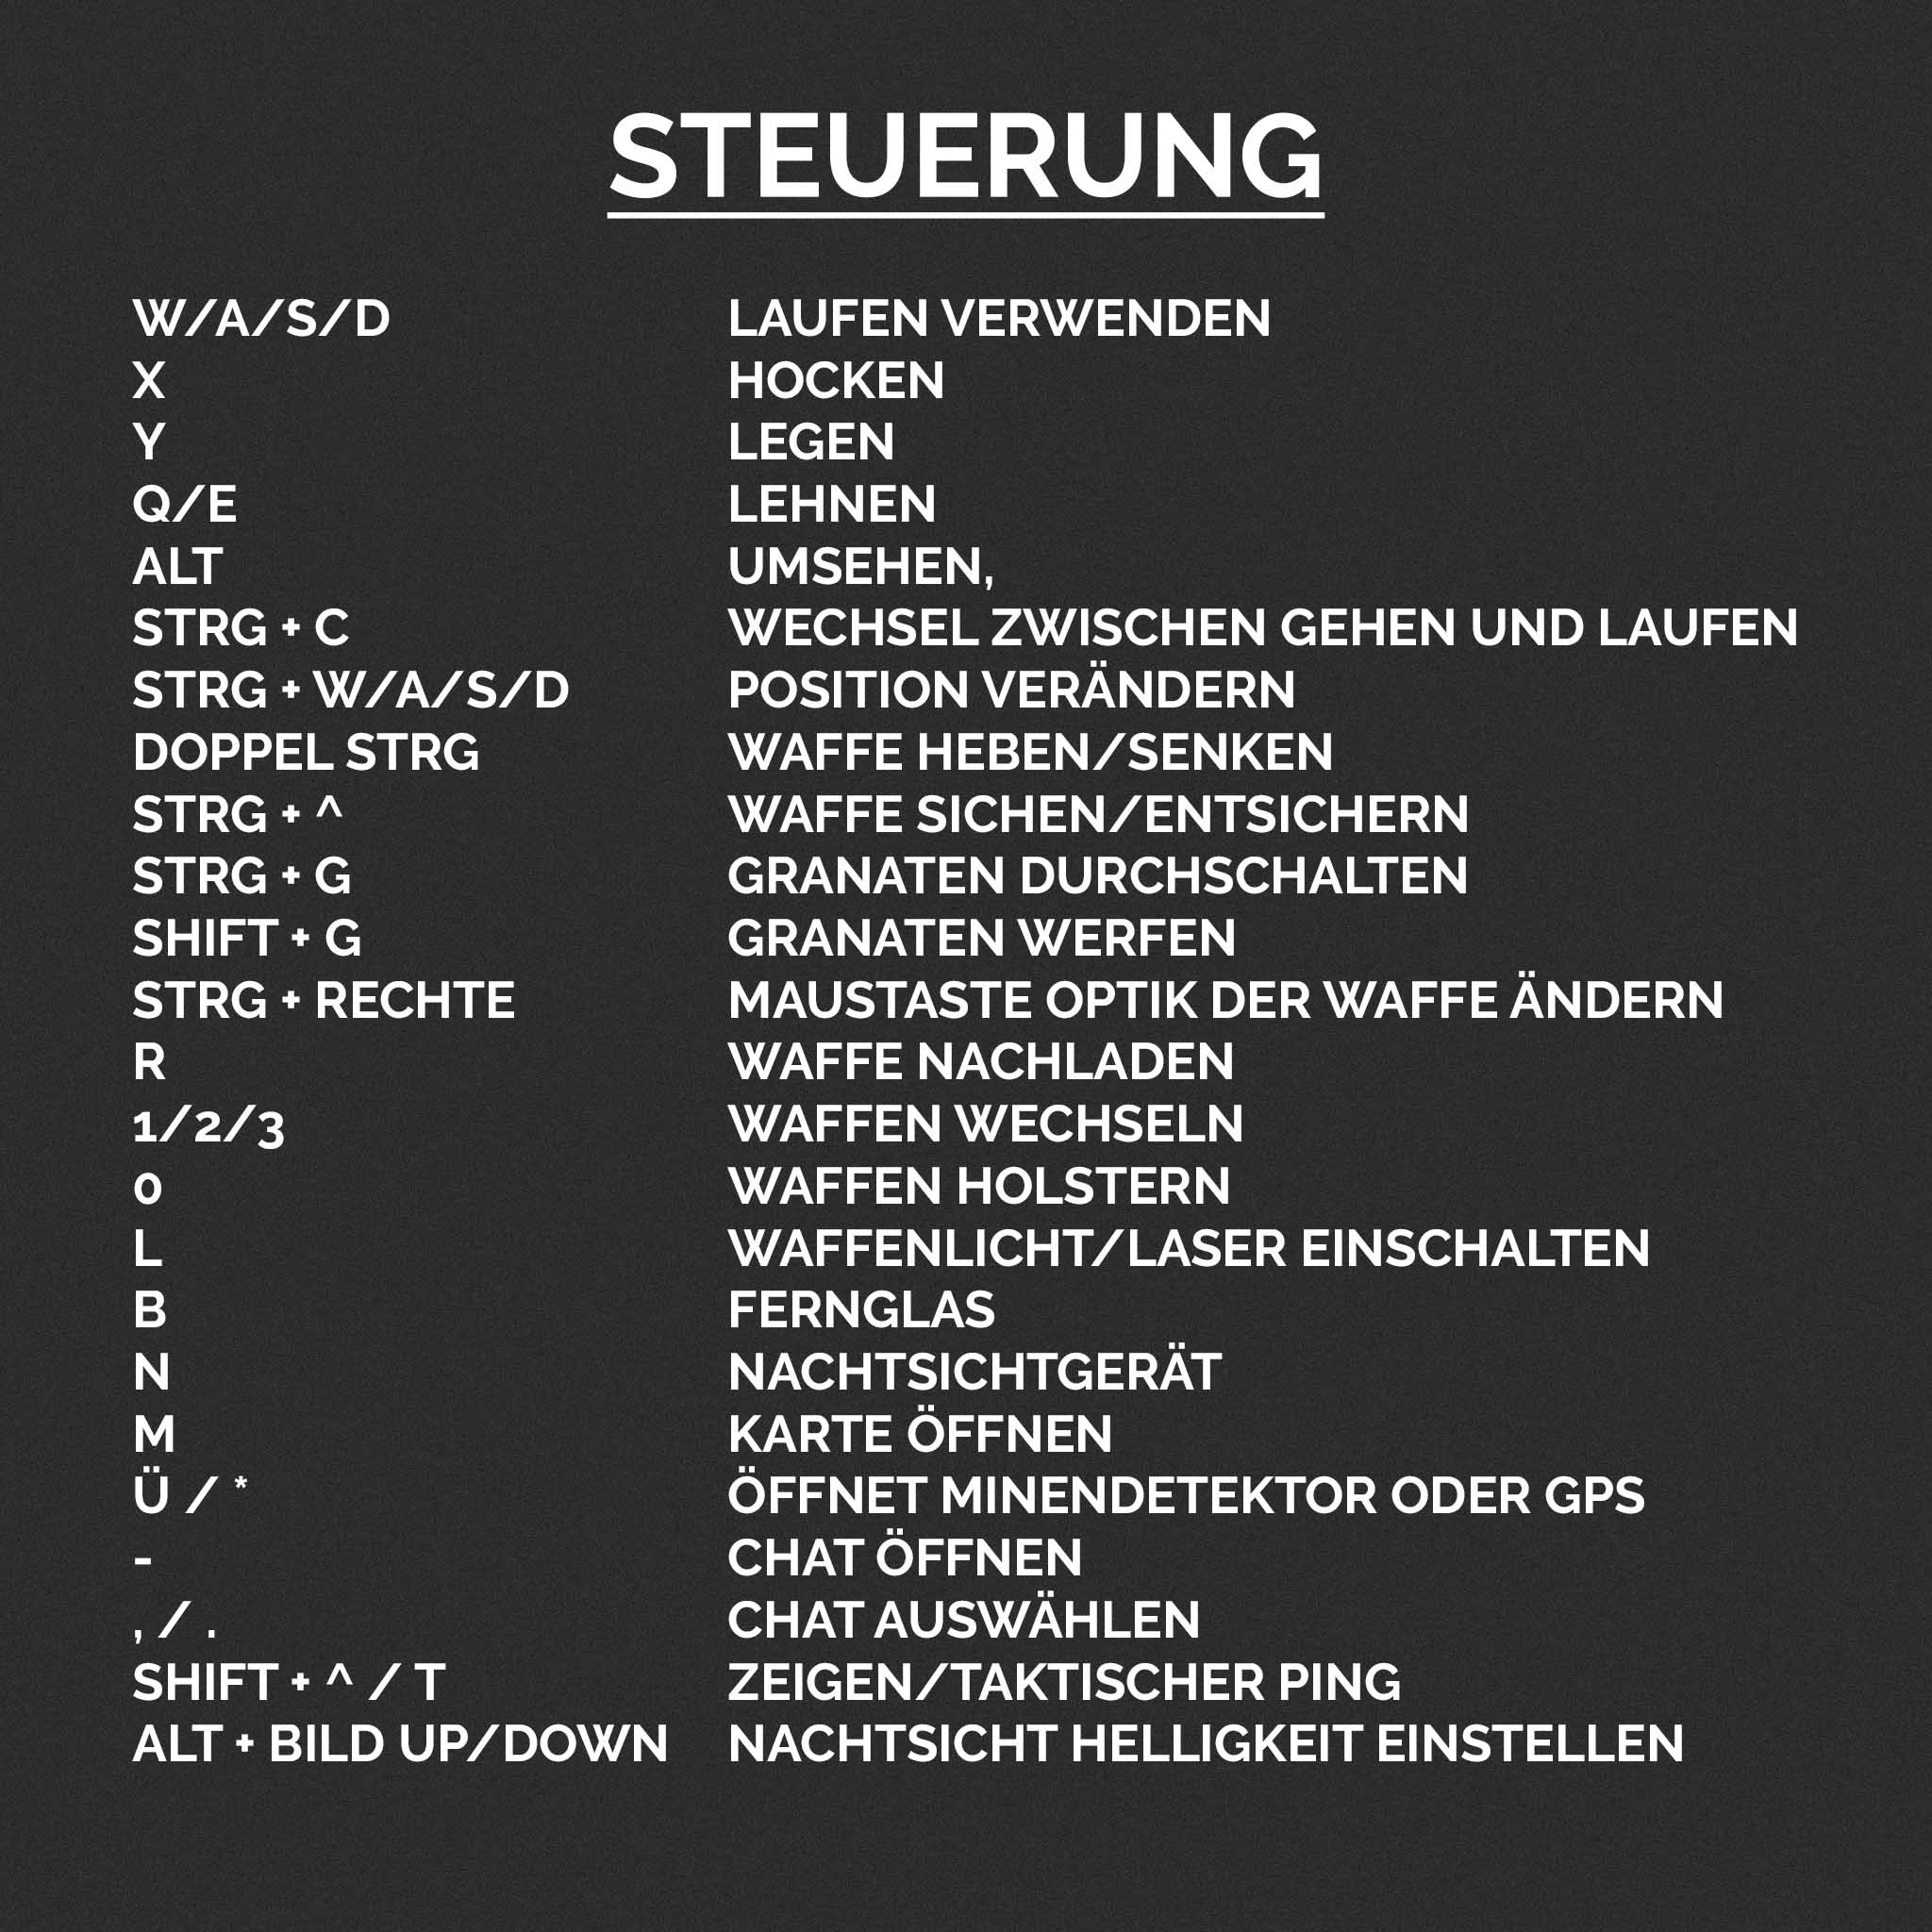 STEUERUNG
W/A/S/D LAUFEN VERWENDEN
X HOCKEN
Y LEGEN
Q/E LEHNEN
ALT UMSEHEN,
STRG + C WECHSEL ZWISCHEN GEHEN UND LAUFEN
STRG + W/A/S/D POSITION VERÄNDERN
DOPPEL STRG WAFFE HEBEN/SENKEN
STRG + ^ WAFFE SICHEN/ENTSICHERN
STRG + G GRANATEN DURCHSCHALTEN
SHIFT + G GRANATEN WERFEN
STRG + RECHTE MAUSTASTE OPTIK DER WAFFE ÄNDERN
R WAFFE NACHLADEN
1/2/3 WAFFEN WECHSELN
0 WAFFEN HOLSTERN
L WAFFENLICHT/LASER EINSCHALTEN
B FERNGLAS
N NACHTSICHTGERÄT
M KARTE ÖFFNEN
Ü / * ÖFFNET MINENDETEKTOR ODER GPS
- CHAT ÖFFNEN
, / . CHAT AUSWÄHLEN
SHIFT + ^ / T ZEIGEN/TAKTISCHER PING
ALT + BILD UP/DOWN NACHTSICHT HELLIGKEIT EINSTELLEN